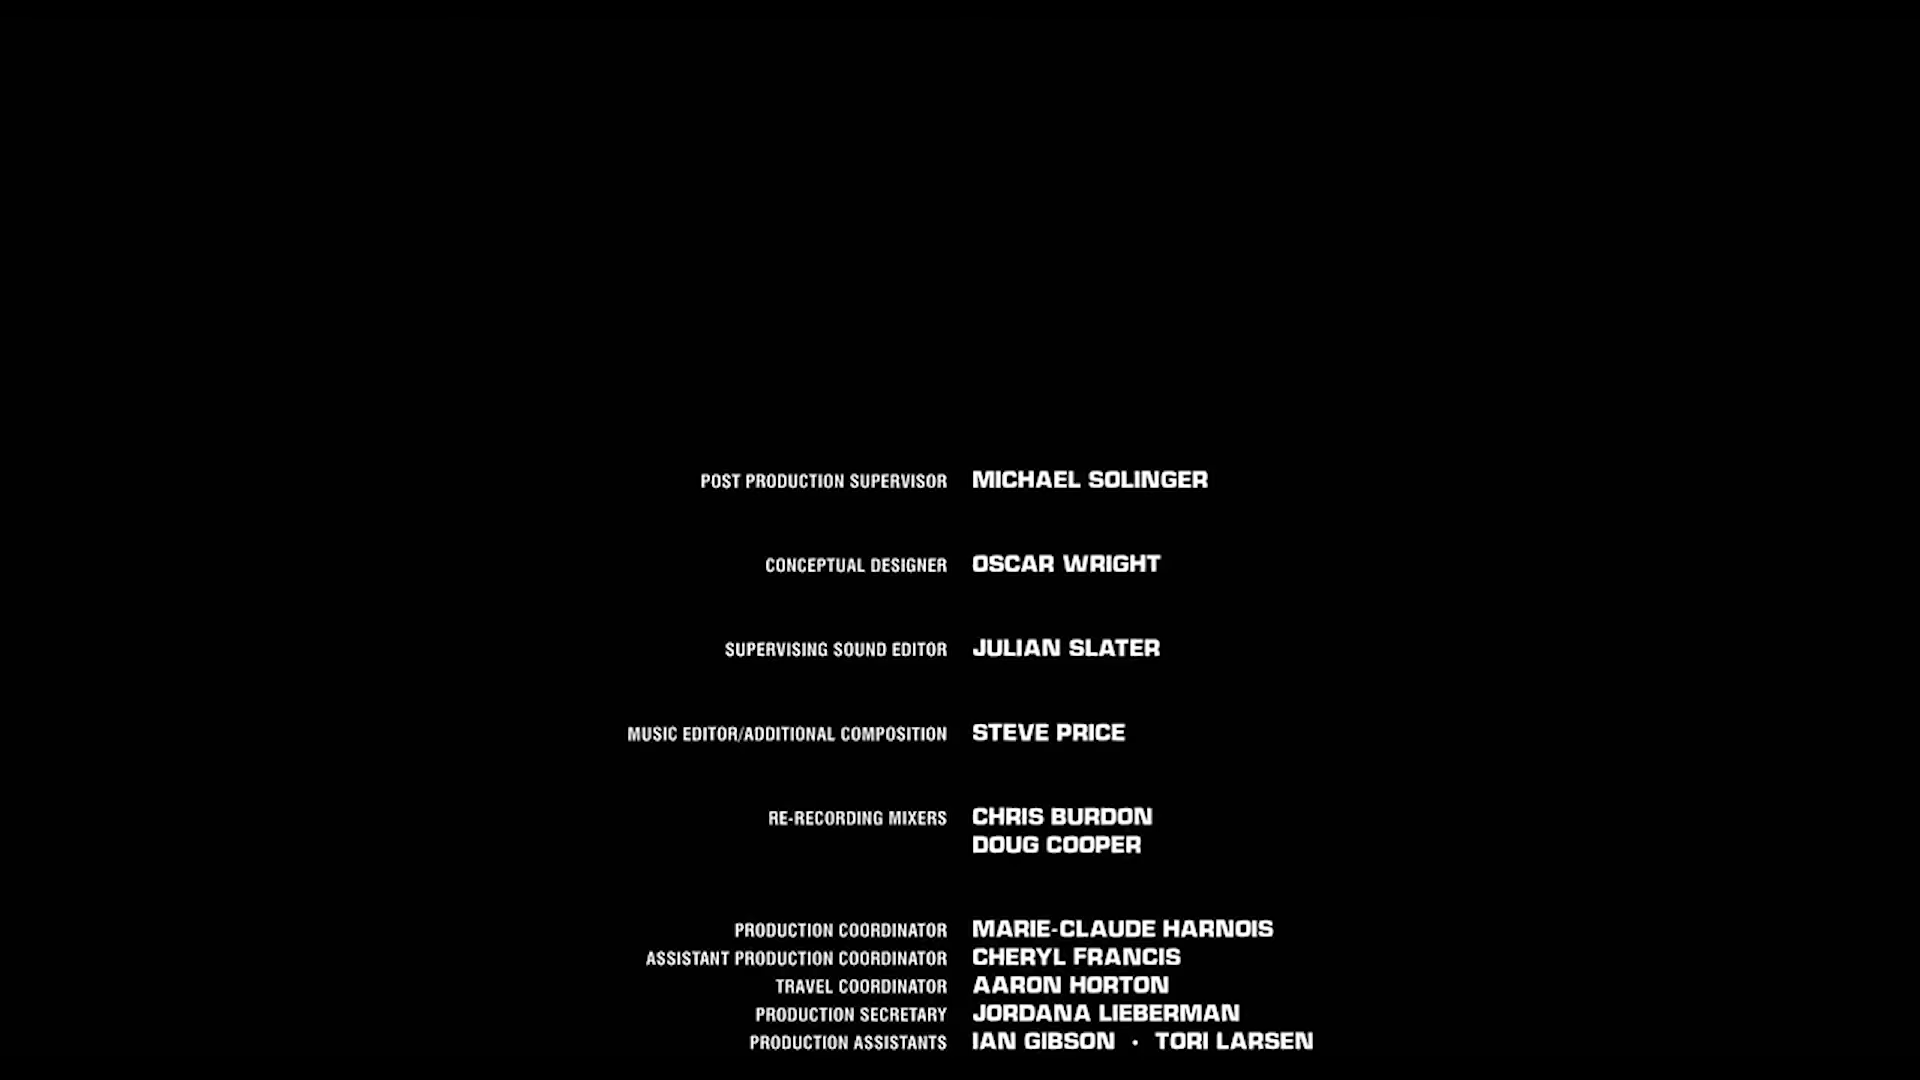 POST PRODUCTION SUPERVISOR MICHAEL SOLINGER
CONCEPTUAL DESIGNER OSCAR WRIGHT
SUPERVISING SOUND EDITOR JULIAN SLATER
MUSIC EDITOR/ADDITIONAL COMPOSITION STEVE PRICE
RE-RECORDING MIXERS CHRIS BURDON
DOUG COOPER
PRODUCTION COORDINATOR MARIE-CLAUDE HARNOIS
ASSISTANT PRODUCTION COORDINATOR CHERYL FRANCIS
TRAVEL COORDINATOR AARON HORTON
PRODUCTION SECRETARY JORDANA LIEBERMAN
PRODUCTION ASSISTANTS IAN GIBSON • TORI LARSEN